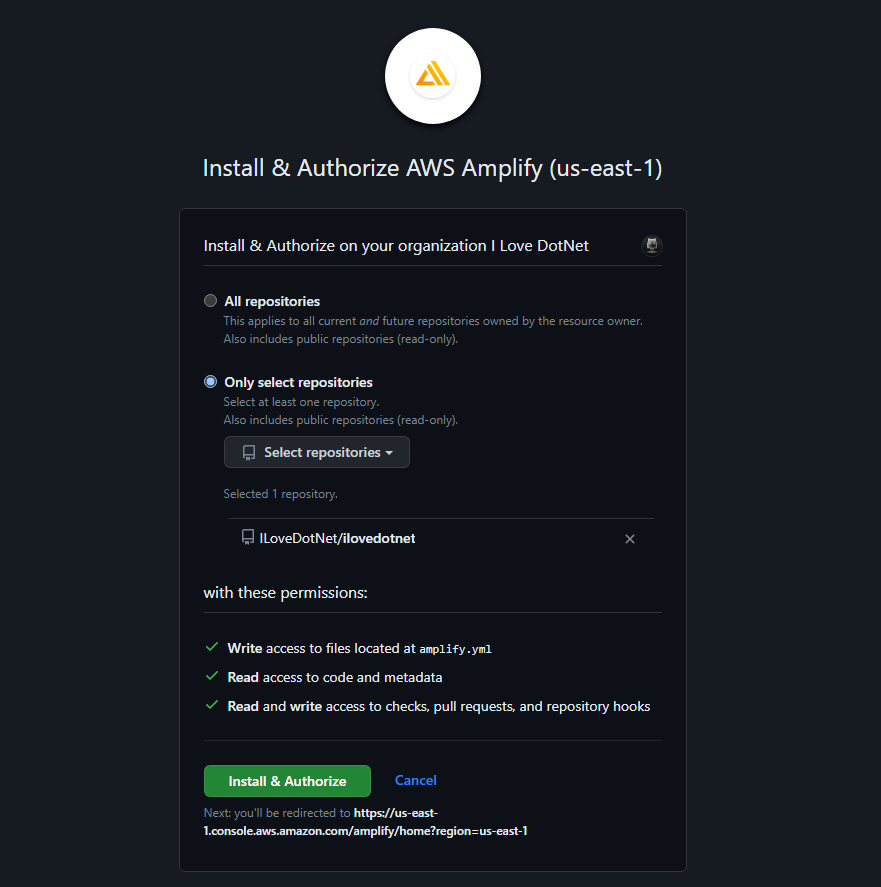 Install & Authorize AWS Amplify (us-east-1)
Install & Authorize on your organization I Love DotNet
All repositories
This applies to all current and future repositories owned by the resource owner.
Also includes public repositories (read-only).
Only select repositories
Select at least one repository.
Also includes public repositories (read-only).
Select repositories
Selected 1 repository.
ILoveDotNet/ilovedotnet
with these permissions:
Write access to files located at amplify.yml
Read access to code and metadata
Read and write access to checks, pull requests, and repository hooks
Install & Authorize Cancel
Next: you'll be redirected to https://us-east-
1.console.aws.amazon.com/amplify/home?region=us-east-1